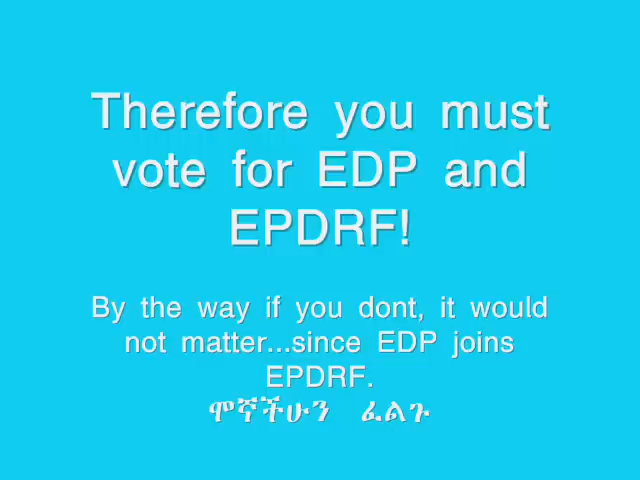 Therefore you must
vote for EDP and
EPDRF!
By the way if you dont, it would
not matter...since EDP joins
EPDRF.
ሞኛችሁን ፈልጉ